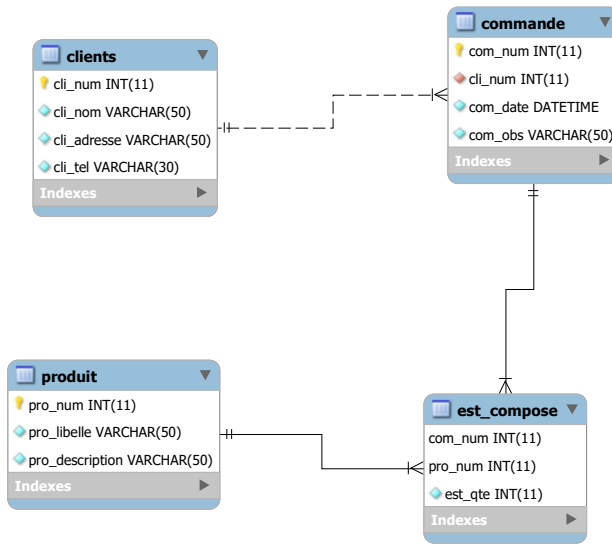 clients
cli_num INT(11)
cli_nom VARCHAR(50)
cli_adresse VARCHAR(50)
cli_tel VARCHAR(30)
Indexes
commande
com_num INT(11)
cli_num INT(11)
com_date DATETIME
com_obs VARCHAR(50)
Indexes
produit
pro_num INT(11)
pro_libelle VARCHAR(50)
pro_description VARCHAR(50)
Indexes
est_compose
com_num INT(11)
pro_num INT(11)
est_qte INT(11)
Indexes